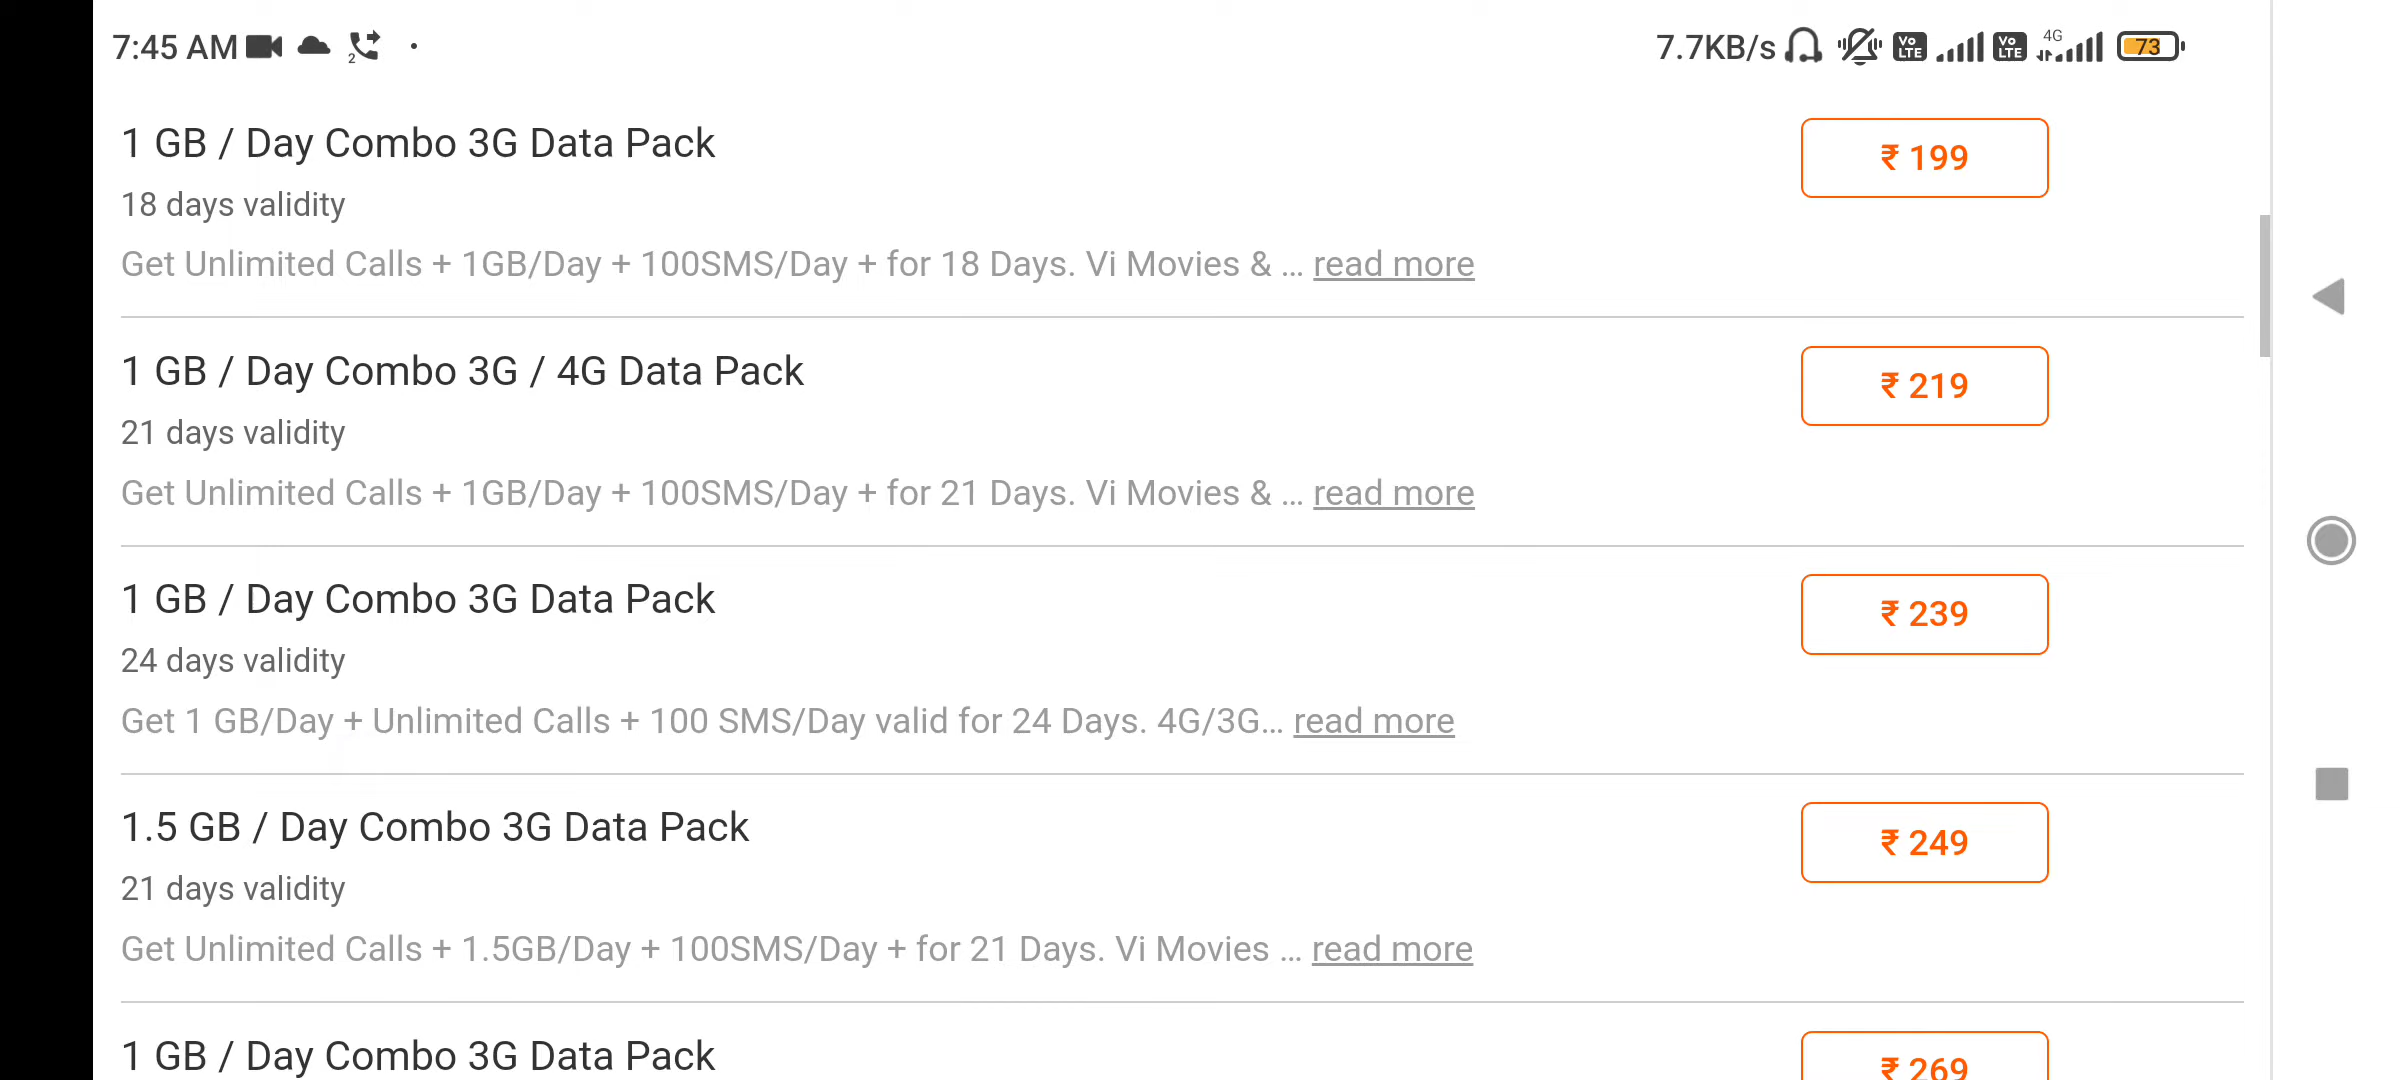 7:45 AM 2 7.7KB/s Vo LTE Vo LTE 4G 73
1 GB / Day Combo 3G Data Pack
₹ 199
18 days validity
Get Unlimited Calls + 1GB/Day + 100SMS/Day + for 18 Days. Vi Movies & ... read more
1 GB / Day Combo 3G / 4G Data Pack
₹ 219
21 days validity
Get Unlimited Calls + 1GB/Day + 100SMS/Day + for 21 Days. Vi Movies & ... read more
1 GB / Day Combo 3G Data Pack
₹ 239
24 days validity
Get 1 GB/Day + Unlimited Calls + 100 SMS/Day valid for 24 Days. 4G/3G... read more
1.5 GB / Day Combo 3G Data Pack
₹ 249
21 days validity
Get Unlimited Calls + 1.5GB/Day + 100SMS/Day + for 21 Days. Vi Movies ... read more
1 GB / Day Combo 3G Data Pack
₹ 269